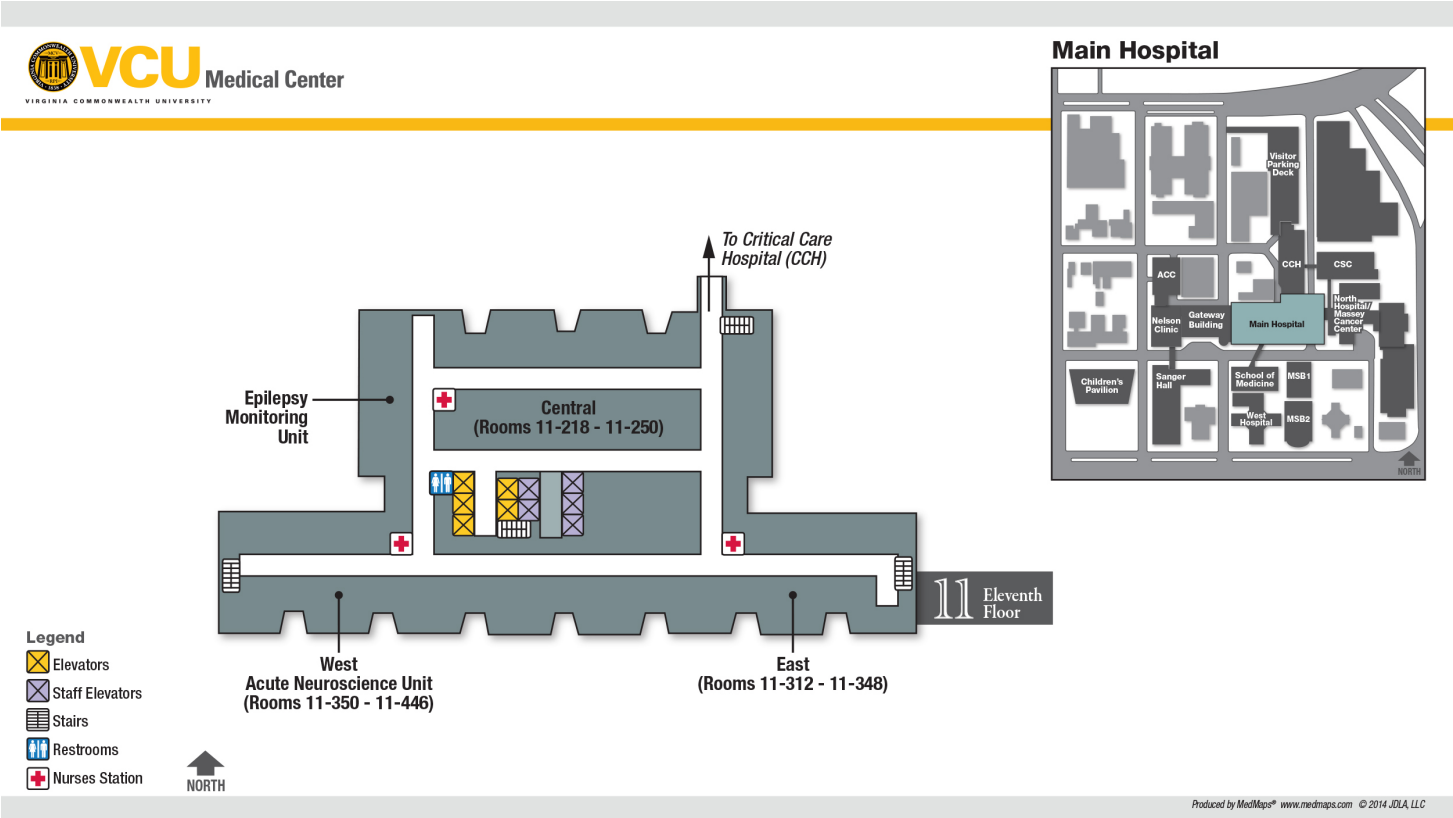 VCU Medical Center
VIRGINIA COMMONWEALTH UNIVERSITY
Main Hospital
Visitor
Parking
Deck
CCH
CSC
ACC
North
Hospital/
Massey
Cancer
Center
Nelson
Clinic
Gateway
Building
Main Hospital
Children's
Pavilion
Sanger
Hall
School of
Medicine
MSB1
West
Hospital
MSB2
NORTH
To Critical Care
Hospital (CCH)
Epilepsy
Monitoring
Unit
Central
(Rooms 11-218 - 11-250)
11 Eleventh
Floor
West
Acute Neuroscience Unit
(Rooms 11-350 - 11-446)
East
(Rooms 11-312 - 11-348)
Legend
Elevators
Staff Elevators
Stairs
Restrooms
Nurses Station
NORTH
Produced by MedMaps® www.medmaps.com © 2014 JDLA, LLC